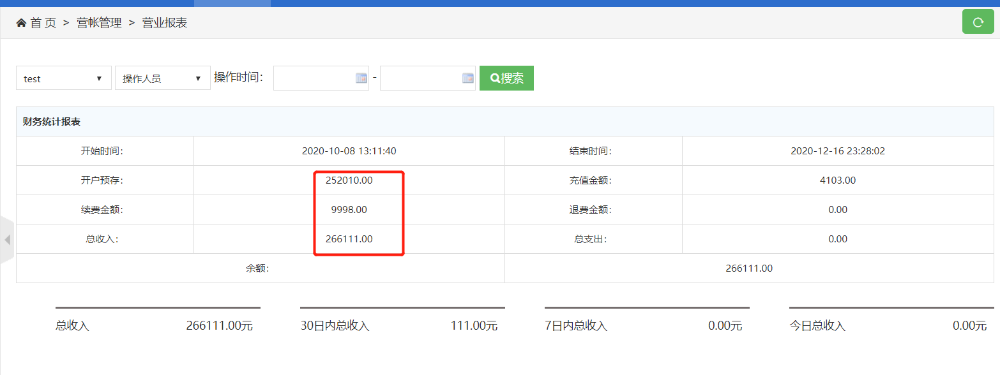 首 页 > 营帐管理 > 营业报表
test 操作人员 操作时间： - 搜索
财务统计报表
开始时间： 2020-10-08 13:11:40 结束时间： 2020-12-16 23:28:02
开户预存： 252010.00 充值金额： 4103.00
续费金额： 9998.00 退费金额： 0.00
总收入： 266111.00 总支出： 0.00
余额： 266111.00
总收入 266111.00元 30日内总收入 111.00元 7日内总收入 0.00元 今日总收入 0.00元